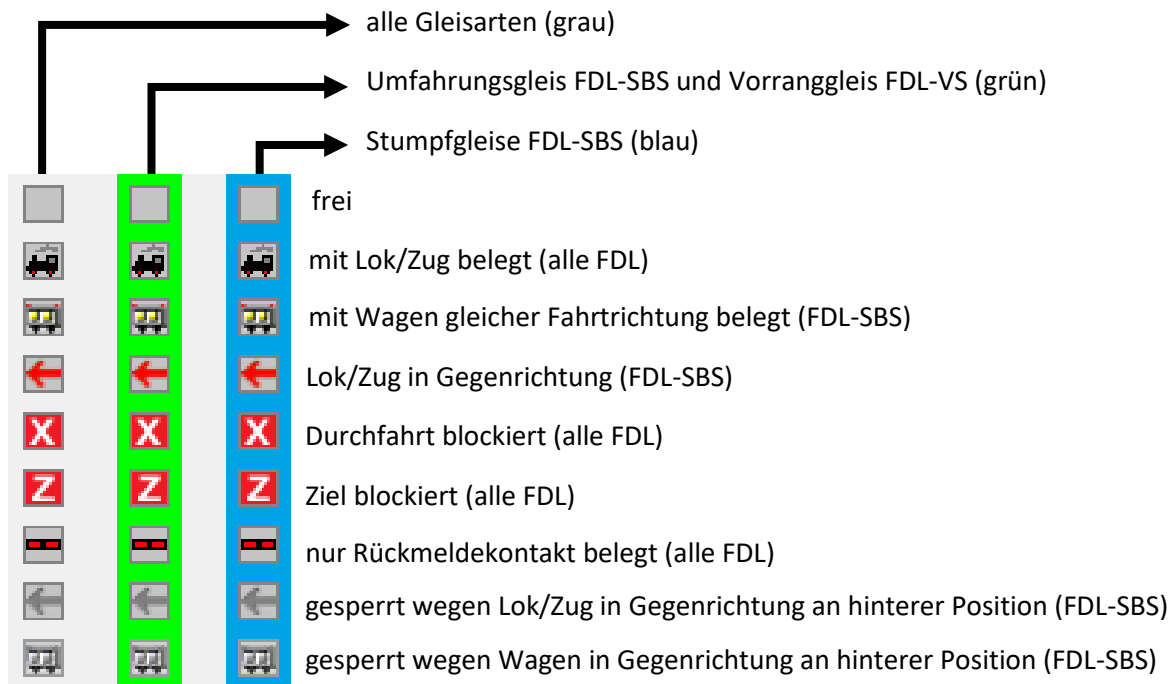 alle Gleisarten (grau)
Umfahrungsgleis FDL-SBS und Vorranggleis FDL-VS (grün)
Stumpfgleise FDL-SBS (blau)
frei
mit Lok/Zug belegt (alle FDL)
mit Wagen gleicher Fahrtrichtung belegt (FDL-SBS)
Lok/Zug in Gegenrichtung (FDL-SBS)
X X X Durchfahrt blockiert (alle FDL)
Z Z Z Ziel blockiert (alle FDL)
nur Rückmeldekontakt belegt (alle FDL)
gesperrt wegen Lok/Zug in Gegenrichtung an hinterer Position (FDL-SBS)
gesperrt wegen Wagen in Gegenrichtung an hinterer Position (FDL-SBS)